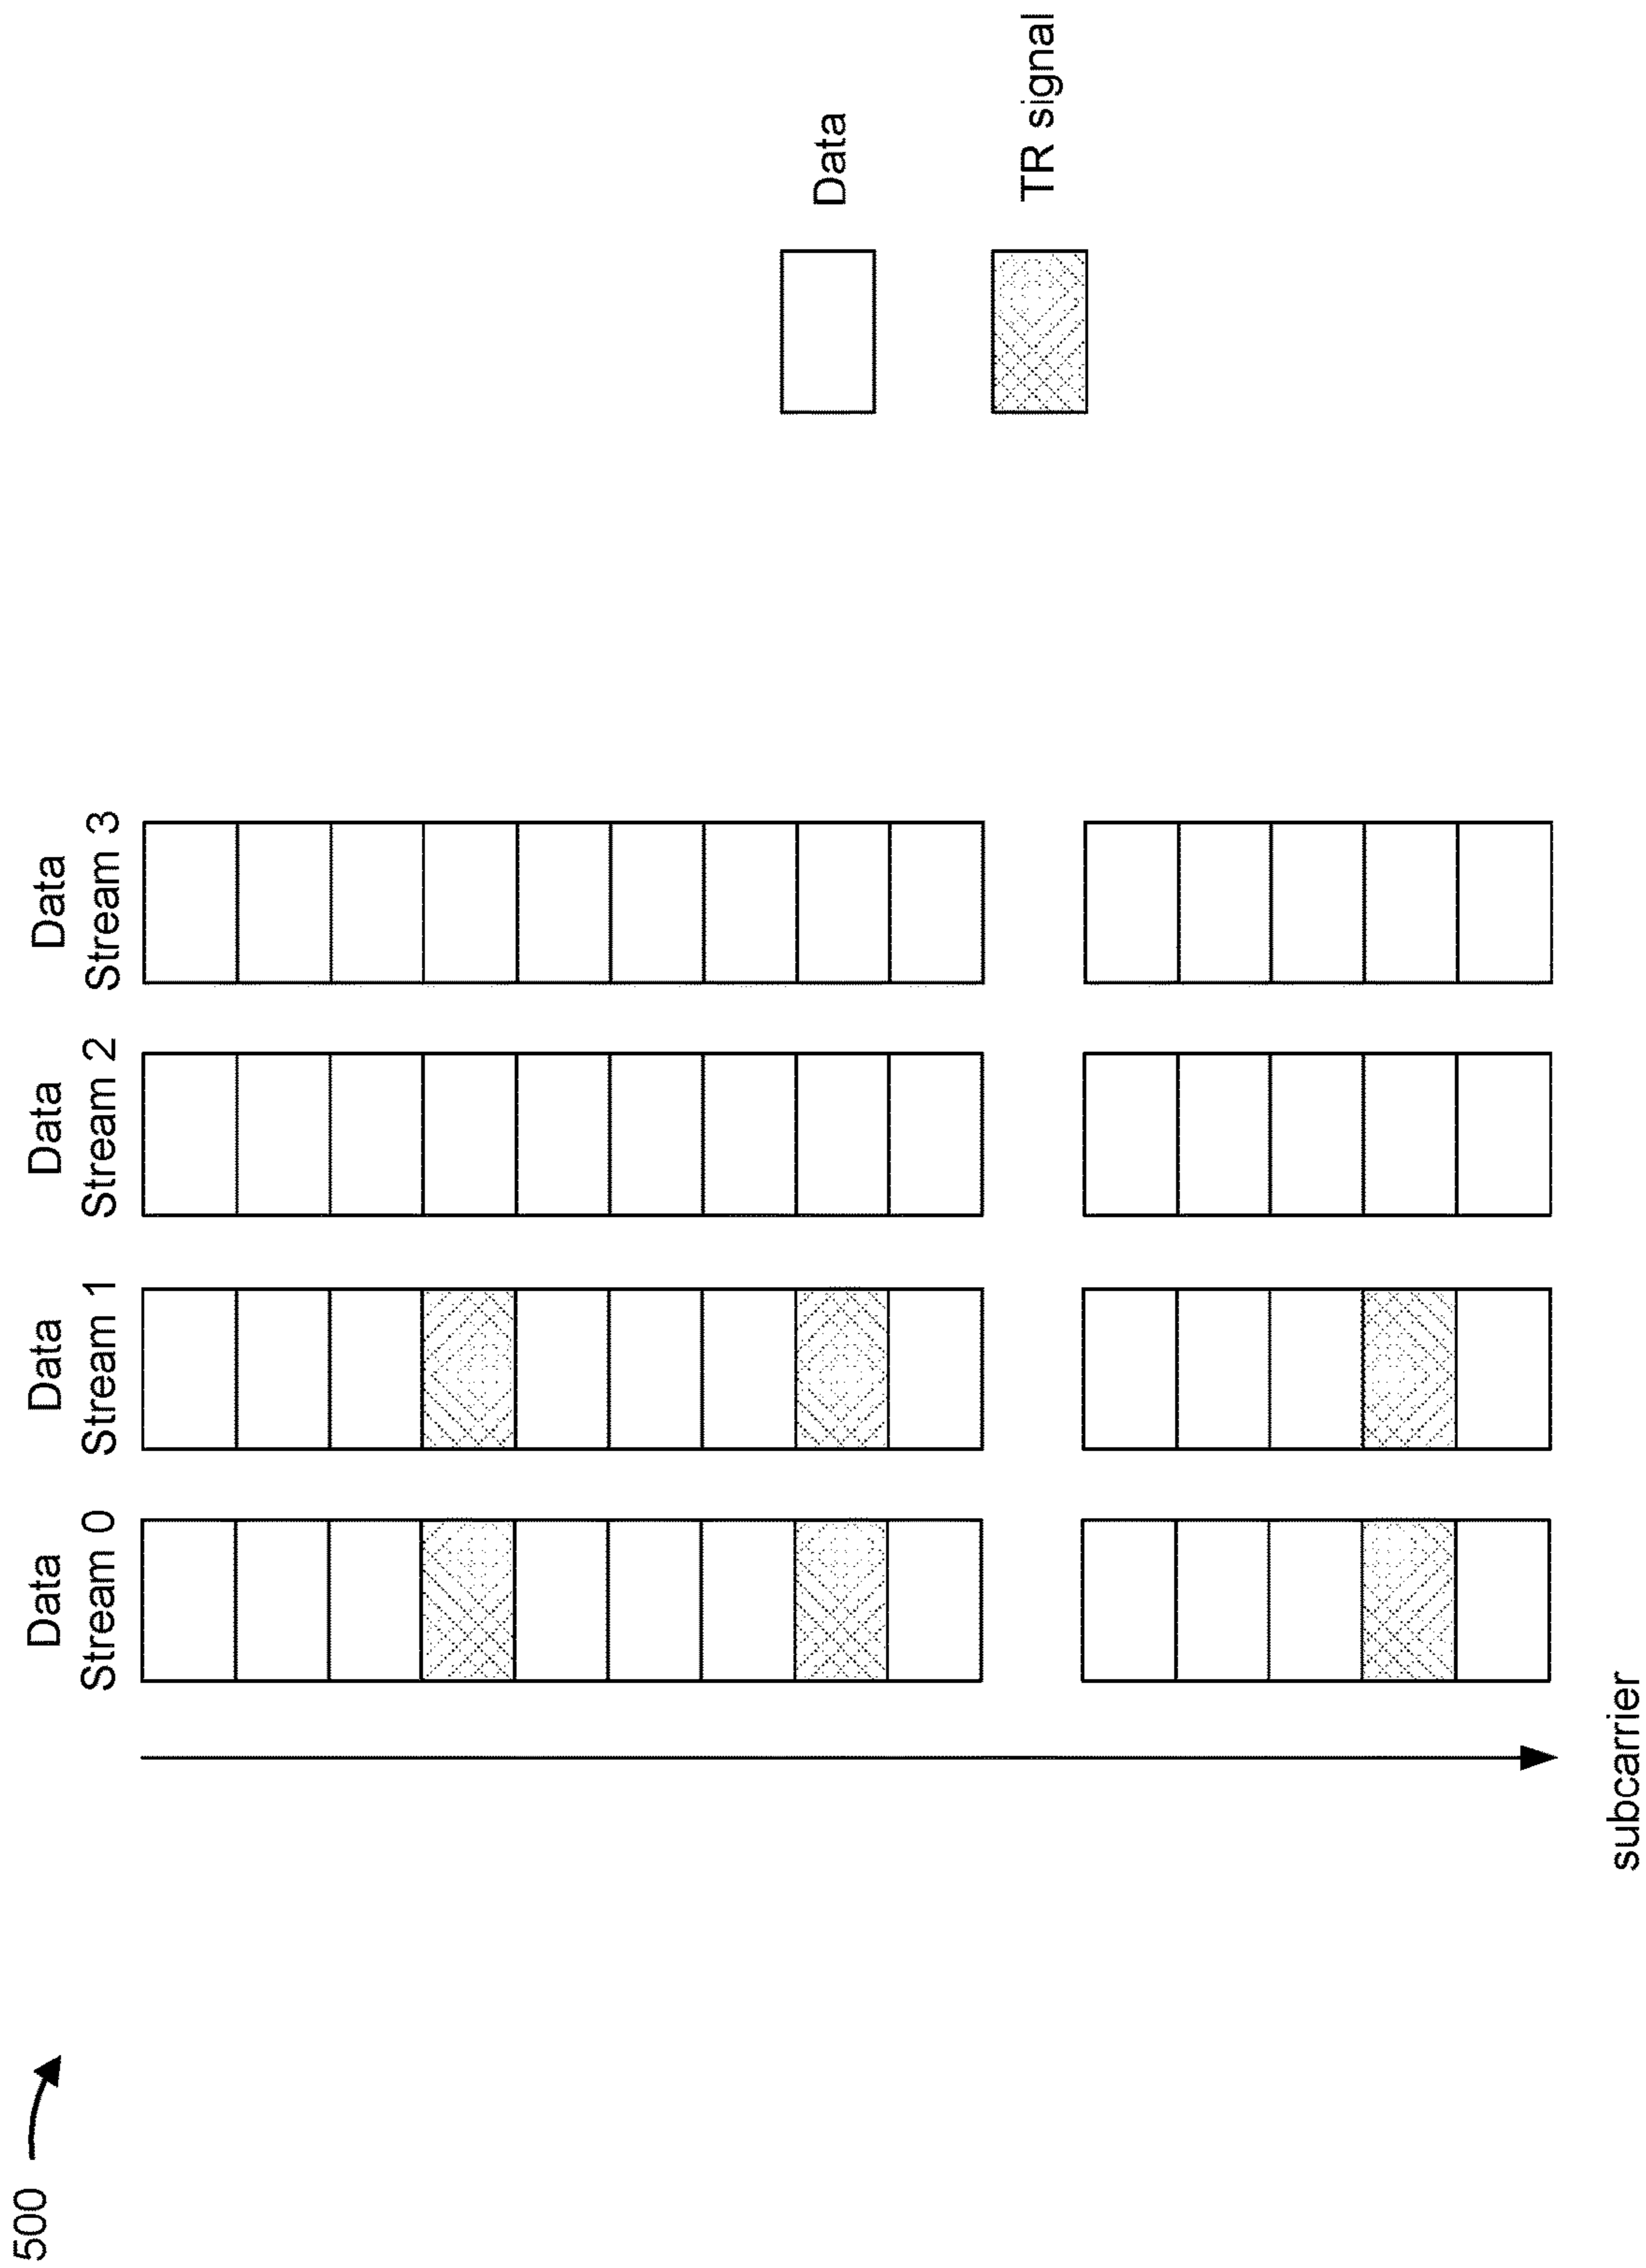 500
Data
Stream 0
Data
Stream 1
Data
Stream 2
Data
Stream 3
subcarrier
Data
TR signal